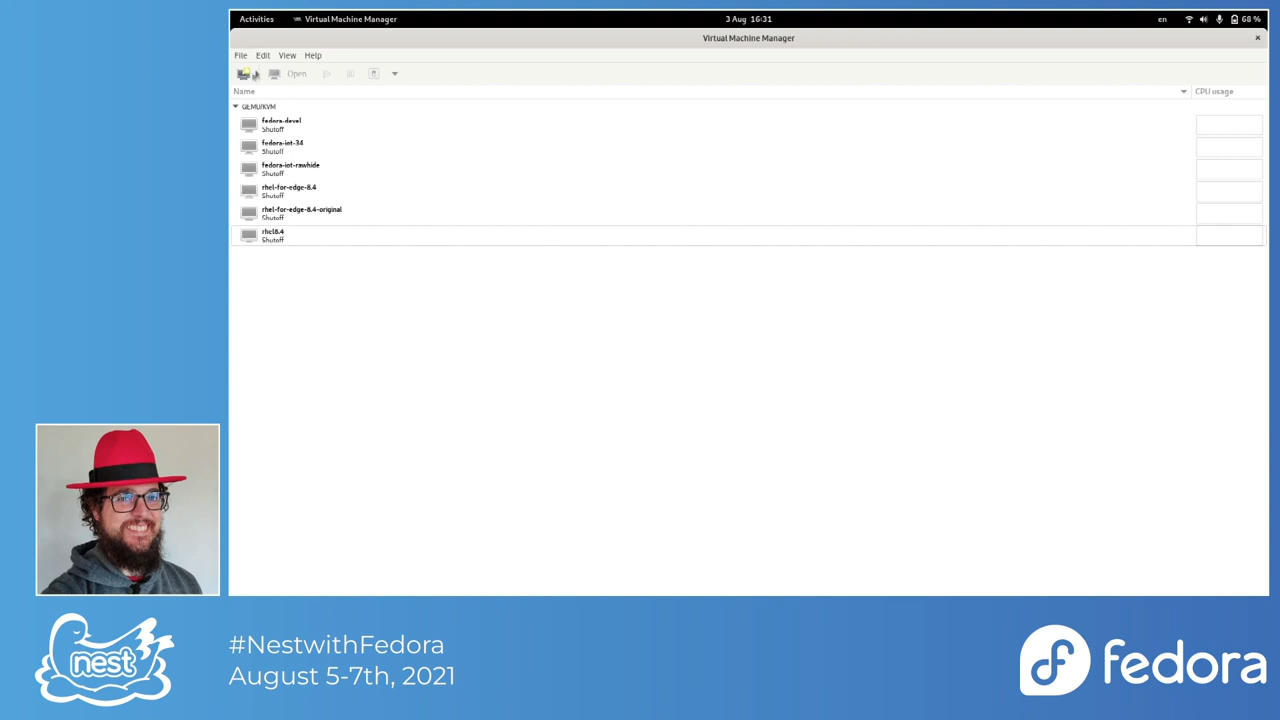 Activities Virtual Machine Manager 3 Aug 16:31 en 68 %
Virtual Machine Manager ×
File Edit View Help
Open
Name CPU usage
QEMU/KVM
fedora-devel
Shutoff
fedora-iot-34
Shutoff
fedora-iot-rawhide
Shutoff
rhel-for-edge-8.4
Shutoff
rhel-for-edge-8.4-original
Shutoff
rhel8.4
Shutoff
nest
#NestwithFedora
August 5-7th, 2021
fedora